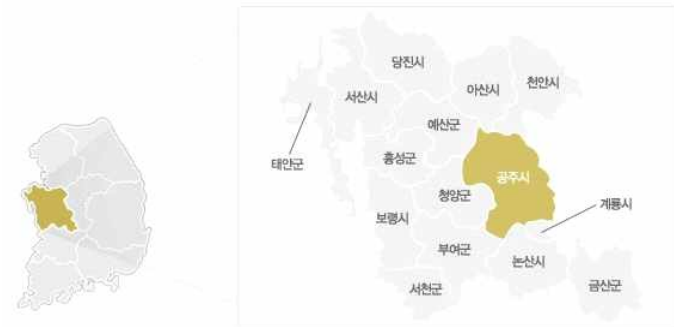 당진시
천안시
아산시
서산시
예산군
태안군
홍성군
공주시
청양군
계룡시
보령시
부여군
논산시
서천군
금산군